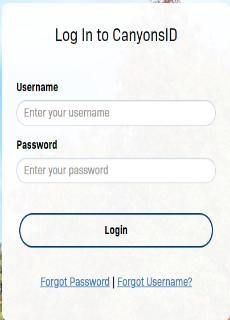 Log In to CanyonsID
Username
Enter your username
Password
Enter your password
Login
Forgot Password | Forgot Username?